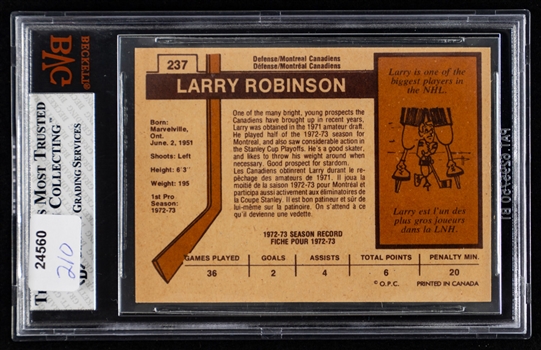 BECKETT®
BVG
'S MOST TRUSTED
COLLECTING™
GRADING SERVICES
24560
210
237
Defense/Montreal Canadiens
Défense/Montréal Canadiens
LARRY ROBINSON
Born:
Marvelville,
Ont.
June. 2, 1951
Shoots: Left
Height: 6'3"
Weight: 195
1st Pro
Season:
1972-73
One of the many bright, young prospects the
Canadiens have brought up in recent years,
Larry was obtained in the 1971 amateur draft.
He played half of the 1972-73 season for
Montreal, and also saw considerable action in
the Stanley Cup Playoffs. He's a good skater,
and likes to throw his weight around when
necessary. Good prospect for stardom.
Les Canadiens obtinrent Larry durant le re-
pêchage des amateurs en 1971. Il joua la
moitié de la saison 1972-73 pour Montréal et
participa aussi activement aux éliminatoires de
la Coupe Stanley. Il est bon patineur et sûr de
lui-même sur la patinoire. On s'attend à ce
qu'il devienne une vedette.
1972-73 SEASON RECORD
FICHE POUR 1972-73
GAMES PLAYED GOALS ASSISTS TOTAL POINTS PENALTY MIN.
36 2 4 6 20
© O.P.C. PRINTED IN CANADA
Larry is one of the
biggest players in
the NHL.
Larry est l'un des
plus gros joueurs
dans la LNH.